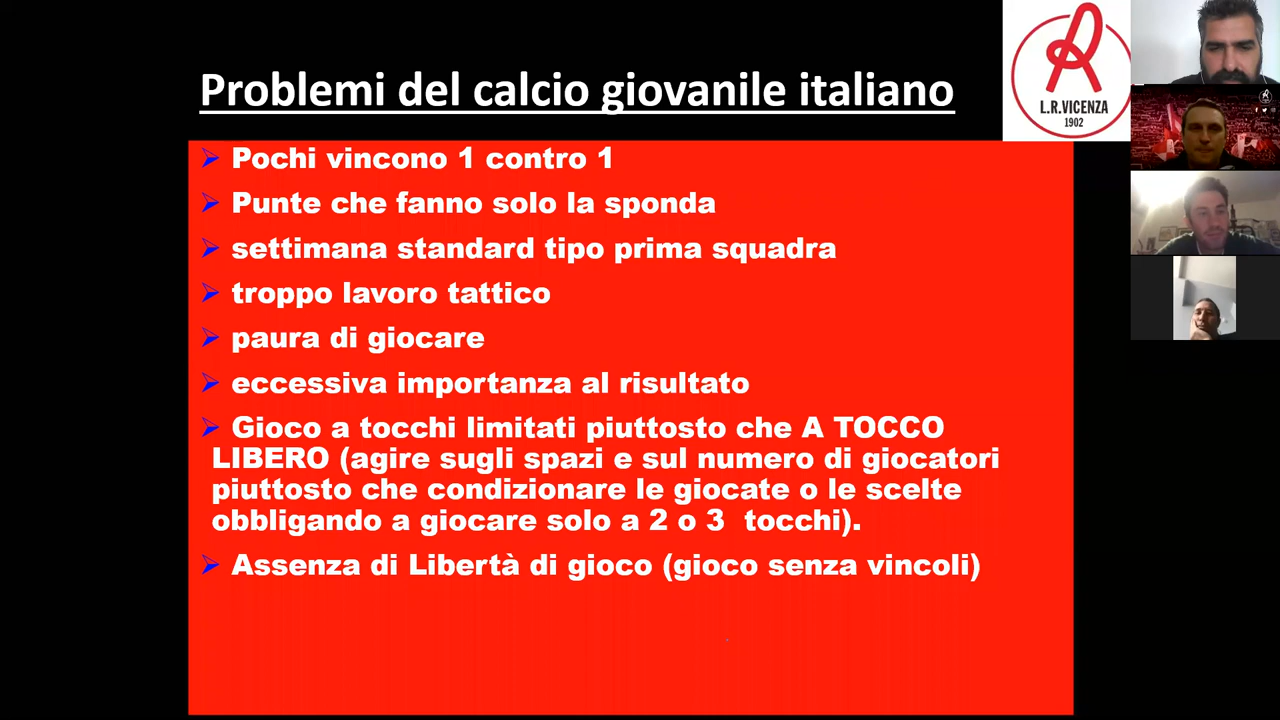 Problemi del calcio giovanile italiano
L.R.VICENZA
1902
Pochi vincono 1 contro 1
Punte che fanno solo la sponda
settimana standard tipo prima squadra
troppo lavoro tattico
paura di giocare
eccessiva importanza al risultato
Gioco a tocchi limitati piuttosto che A TOCCO
LIBERO (agire sugli spazi e sul numero di giocatori
piuttosto che condizionare le giocate o le scelte
obbligando a giocare solo a 2 o 3 tocchi).
Assenza di Libertà di gioco (gioco senza vincoli)